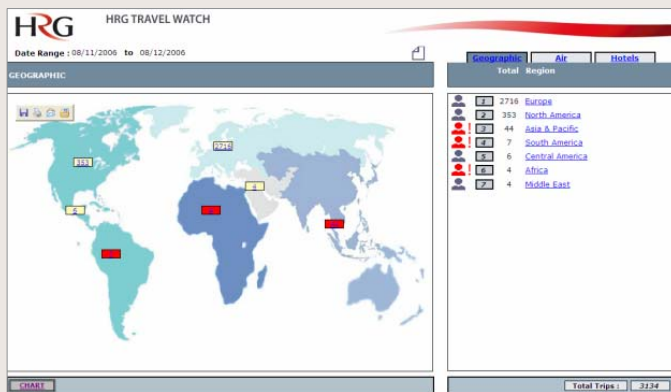 HRG HRG TRAVEL WATCH
Date Range : 08/11/2006 to 08/12/2006
Geographic Air Hotels
GEOGRAPHIC
Total Region
1 2716 Europe
2 353 North America
3 44 Asia & Pacific
4 7 South America
5 6 Central America
6 4 Africa
7 4 Middle East
2716
353
4
6
CHART
Total Trips : 3134